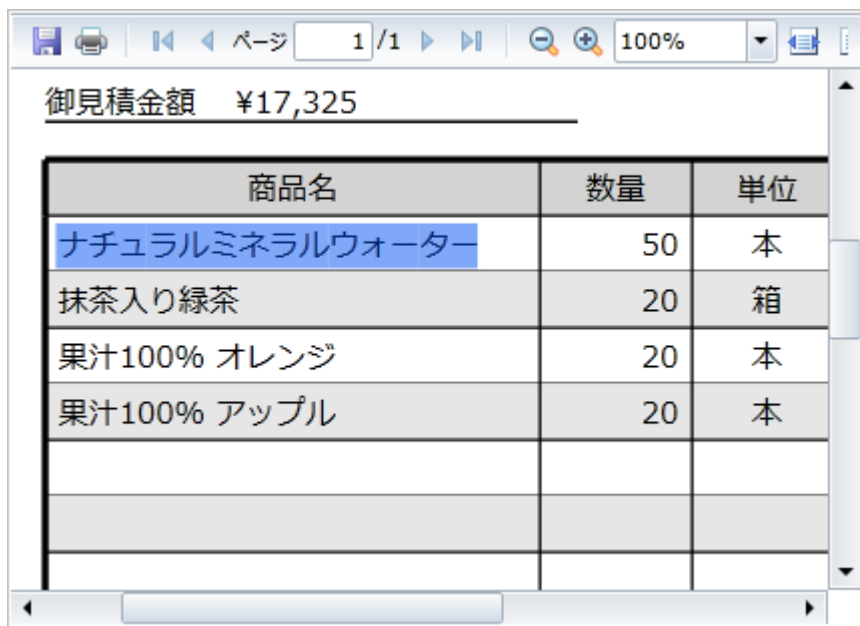 ページ 1 /1 100%
御見積金額 ¥17,325
商品名 数量 単位
ナチュラルミネラルウォーター 50 本
抹茶入り緑茶 20 箱
果汁100% オレンジ 20 本
果汁100% アップル 20 本